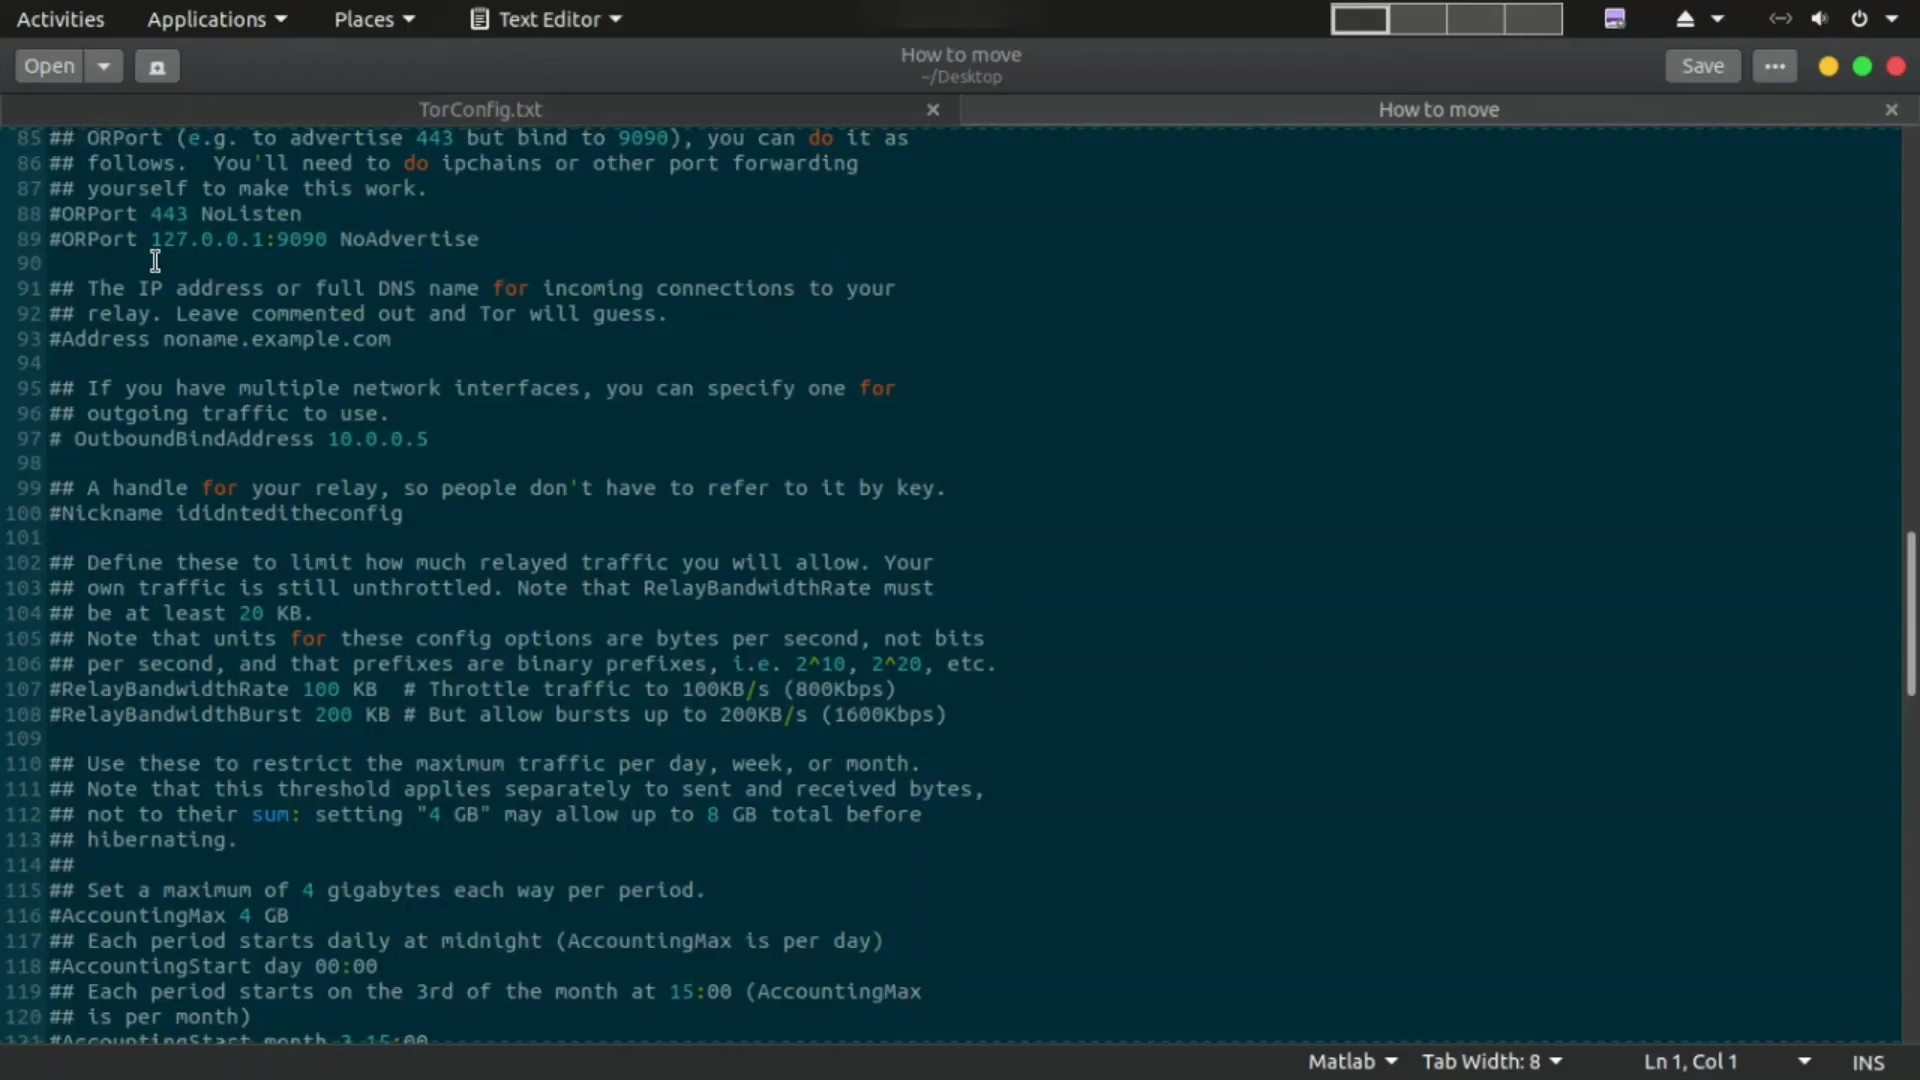 Activities Applications Places Text Editor
Open How to move Save
~/Desktop
TorConfig.txt How to move
85 ## ORPort (e.g. to advertise 443 but bind to 9090), you can do it as
86 ## follows.  You'll need to do ipchains or other port forwarding
87 ## yourself to make this work.
88 #ORPort 443 NoListen
89 #ORPort 127.0.0.1:9090 NoAdvertise
90
91 ## The IP address or full DNS name for incoming connections to your
92 ## relay. Leave commented out and Tor will guess.
93 #Address noname.example.com
94
95 ## If you have multiple network interfaces, you can specify one for
96 ## outgoing traffic to use.
97 # OutboundBindAddress 10.0.0.5
98
99 ## A handle for your relay, so people don't have to refer to it by key.
100 #Nickname ididnteditheconfig
101
102 ## Define these to limit how much relayed traffic you will allow. Your
103 ## own traffic is still unthrottled. Note that RelayBandwidthRate must
104 ## be at least 20 KB.
105 ## Note that units for these config options are bytes per second, not bits
106 ## per second, and that prefixes are binary prefixes, i.e. 2^10, 2^20, etc.
107 #RelayBandwidthRate 100 KB  # Throttle traffic to 100KB/s (800Kbps)
108 #RelayBandwidthBurst 200 KB # But allow bursts up to 200KB/s (1600Kbps)
109
110 ## Use these to restrict the maximum traffic per day, week, or month.
111 ## Note that this threshold applies separately to sent and received bytes,
112 ## not to their sum: setting "4 GB" may allow up to 8 GB total before
113 ## hibernating.
114 ##
115 ## Set a maximum of 4 gigabytes each way per period.
116 #AccountingMax 4 GB
117 ## Each period starts daily at midnight (AccountingMax is per day)
118 #AccountingStart day 00:00
119 ## Each period starts on the 3rd of the month at 15:00 (AccountingMax
120 ## is per month)
121 #AccountingStart month 3 15:00
Matlab Tab Width: 8 Ln 1, Col 1 INS